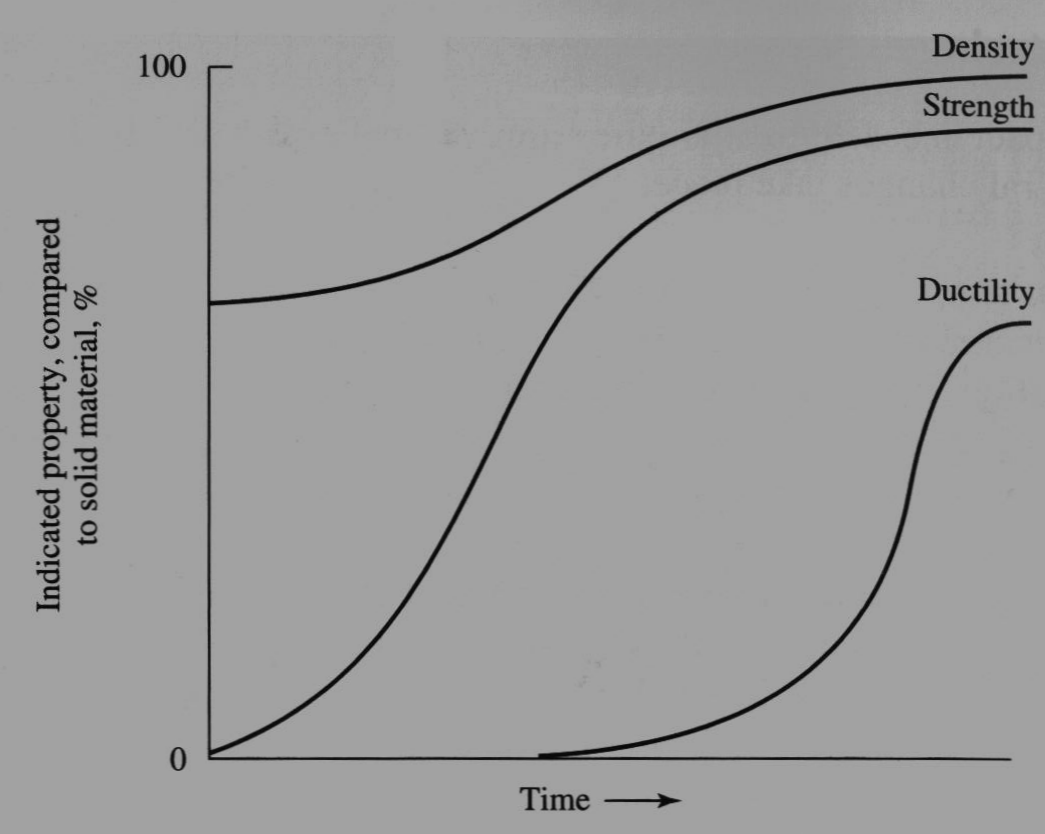 100
Density
Strength
Ductility
Indicated property, compared
to solid material, %
0
Time